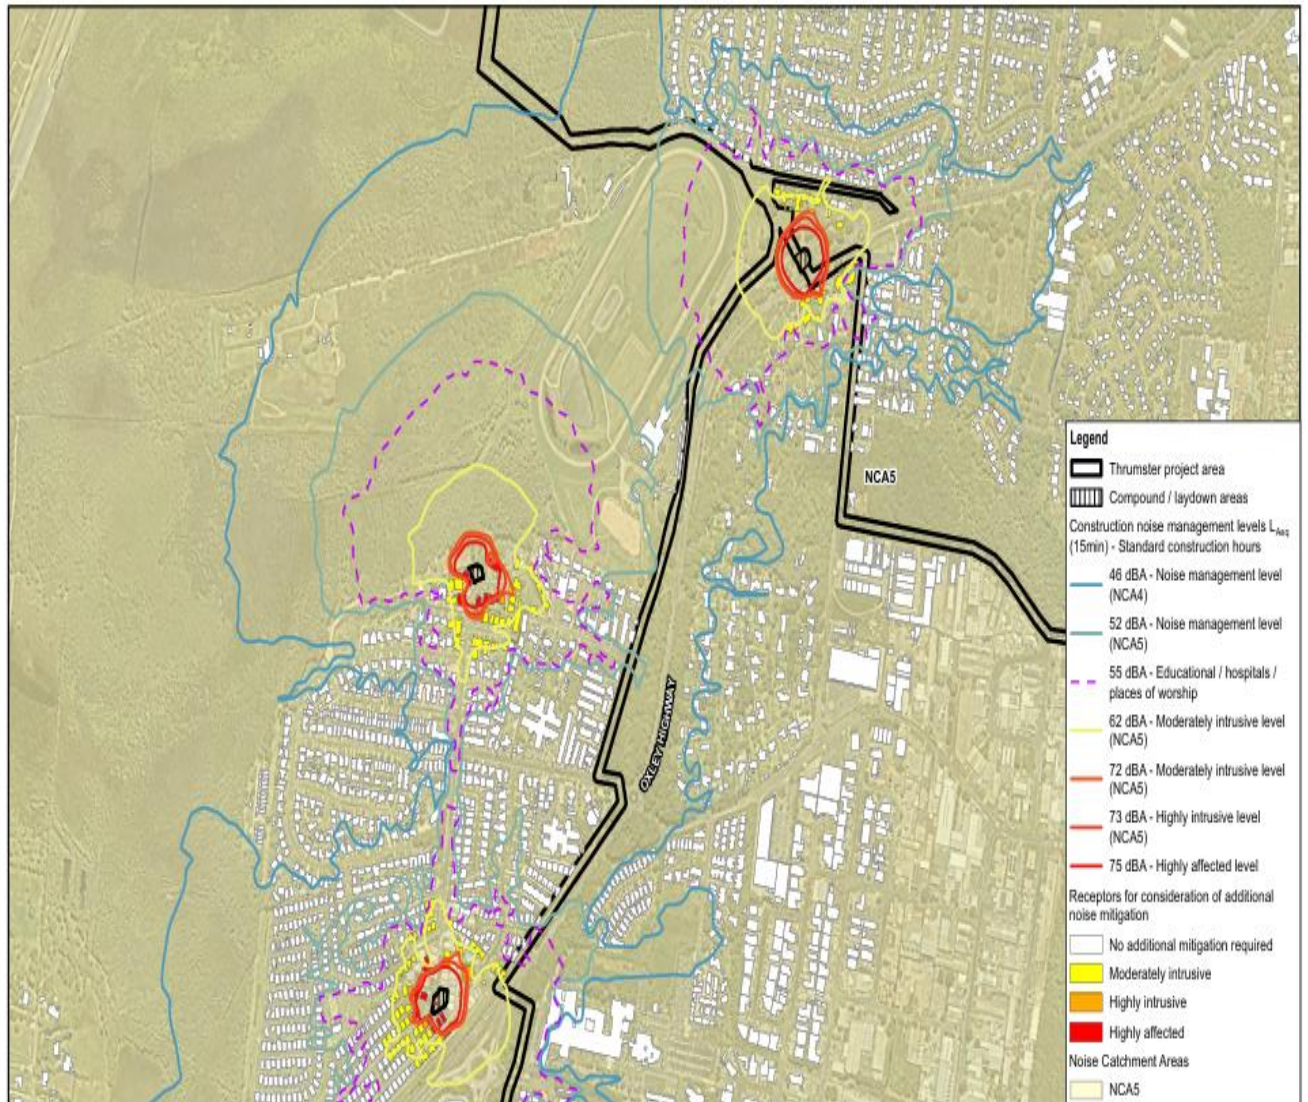 NCA5
OXLEY HIGHWAY
Legend
Thrumster project area
Compound / laydown areas
Construction noise management levels LAeq
(15min) - Standard construction hours
46 dBA - Noise management level
(NCA4)
52 dBA - Noise management level
(NCA5)
55 dBA - Educational / hospitals /
places of worship
62 dBA - Moderately intrusive level
(NCA5)
72 dBA - Moderately intrusive level
(NCA5)
73 dBA - Highly intrusive level
(NCA5)
75 dBA - Highly affected level
Receptors for consideration of additional
noise mitigation
No additional mitigation required
Moderately intrusive
Highly intrusive
Highly affected
Noise Catchment Areas
NCA5